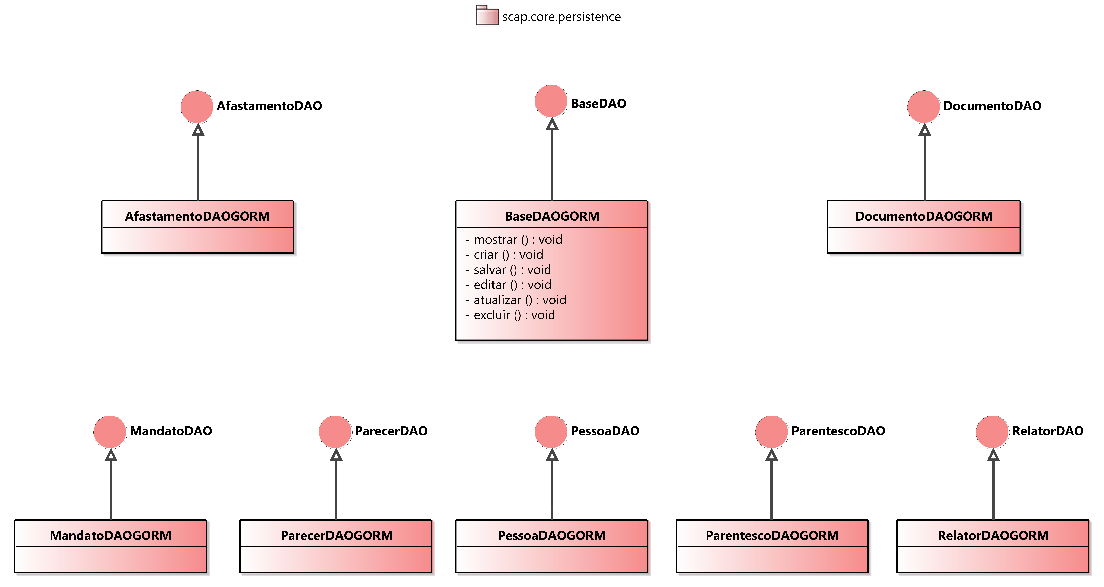 scap.core.persistence
AfastamentoDAO
BaseDAO
DocumentoDAO
AfastamentoDAOGORM
BaseDAOGORM
- mostrar () : void
- criar () : void
- salvar () : void
- editar () : void
- atualizar () : void
- excluir () : void
DocumentoDAOGORM
MandatoDAO
ParecerDAO
PessoaDAO
ParentescoDAO
RelatorDAO
MandatoDAOGORM
ParecerDAOGORM
PessoaDAOGORM
ParentescoDAOGORM
RelatorDAOGORM